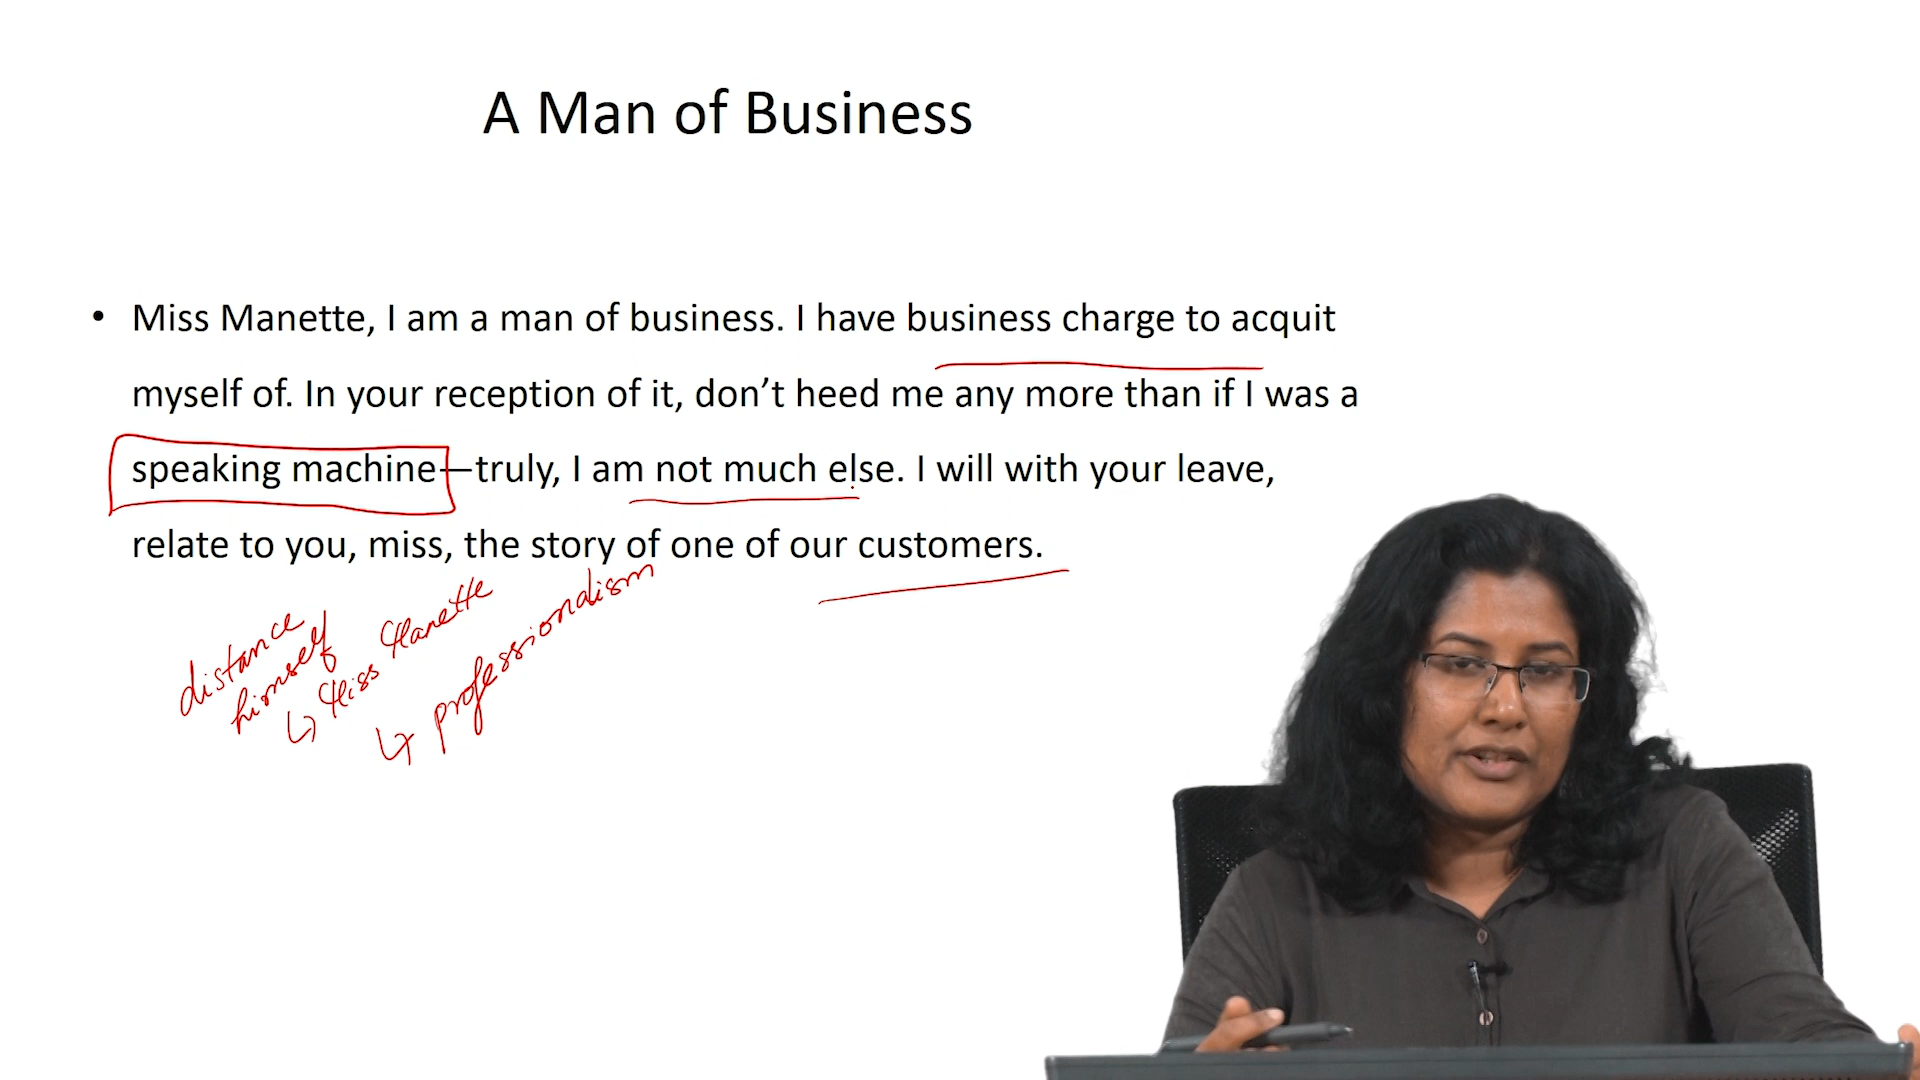 A Man of Business
• Miss Manette, I am a man of business. I have business charge to acquit
myself of. In your reception of it, don’t heed me any more than if I was a
speaking machine—truly, I am not much else. I will with your leave,
relate to you, miss, the story of one of our customers.
distance
himself
↳ Miss Manette
↳ professionalism